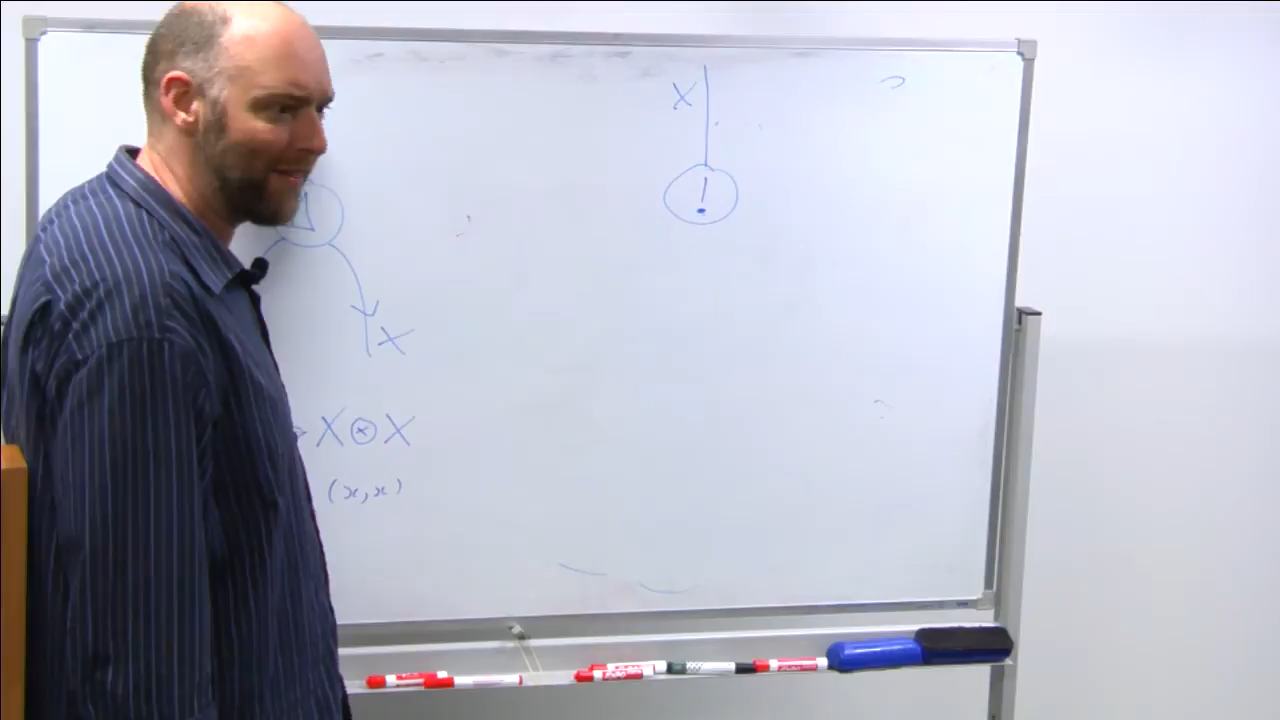 X
!
X
X ⊗ X
(x, x)